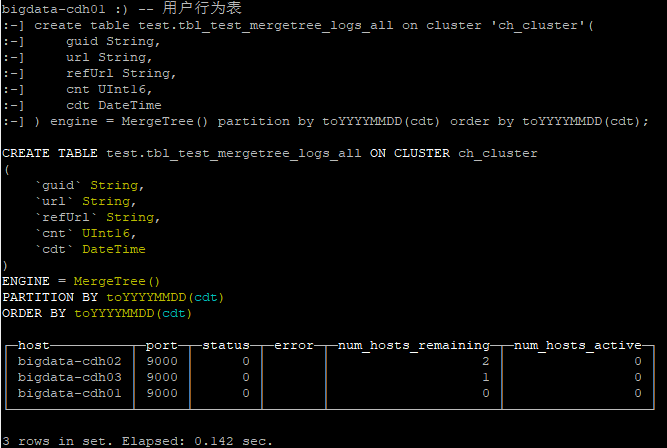 bigdata-cdh01 :) -- 用户行为表
:-] create table test.tbl_test_mergetree_logs_all on cluster 'ch_cluster'(
:-]     guid String,
:-]     url String,
:-]     refUrl String,
:-]     cnt UInt16,
:-]     cdt DateTime
:-] ) engine = MergeTree() partition by toYYYYMMDD(cdt) order by toYYYYMMDD(cdt);
CREATE TABLE test.tbl_test_mergetree_logs_all ON CLUSTER ch_cluster
(
    `guid` String,
    `url` String,
    `refUrl` String,
    `cnt` UInt16,
    `cdt` DateTime
)
ENGINE = MergeTree()
PARTITION BY toYYYYMMDD(cdt)
ORDER BY toYYYYMMDD(cdt)
host port status error num_hosts_remaining num_hosts_active
bigdata-cdh02 9000 0 2 0
bigdata-cdh03 9000 0 1 0
bigdata-cdh01 9000 0 0 0
3 rows in set. Elapsed: 0.142 sec.